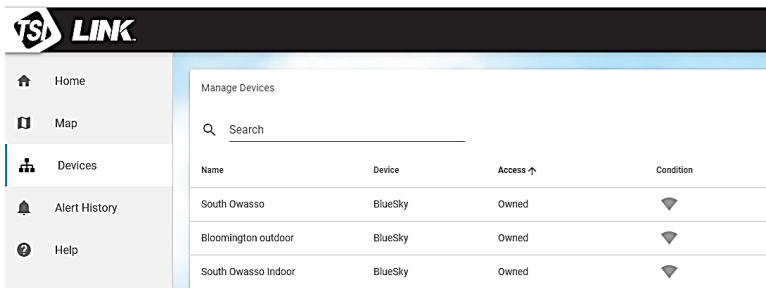 TSI LINK
Home
Map
Devices
Alert History
Help
Manage Devices
Search
Name Device Access Condition
South Owasso BlueSky Owned
Bloomington outdoor BlueSky Owned
South Owasso Indoor BlueSky Owned